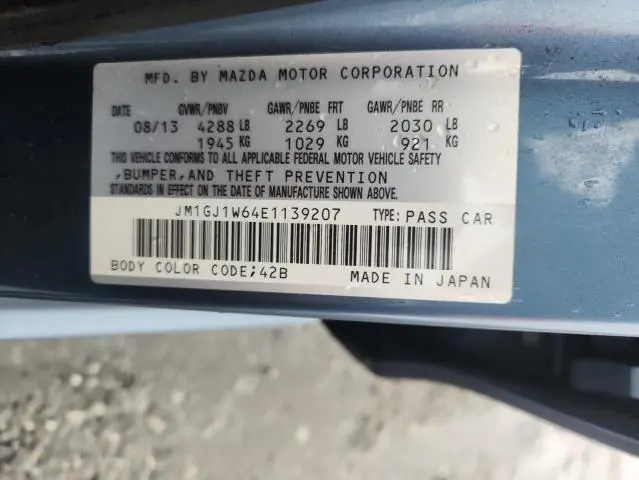 MFD. BY MAZDA MOTOR CORPORATION
DATE GVWR/PNBV GAWR/PNBE FRT GAWR/PNBE RR
08/13 4288 LB 2269 LB 2030 LB
1945 KG 1029 KG 921 KG
THIS VEHICLE CONFORMS TO ALL APPLICABLE FEDERAL MOTOR VEHICLE SAFETY
,BUMPER,AND THEFT PREVENTION
STANDARDS IN EFFECT ON THE DATE OF MANUFACTURE SHOWN ABOVE.
JM1GJ1W64E1139207 TYPE: PASS CAR
BODY COLOR CODE;42B MADE IN JAPAN